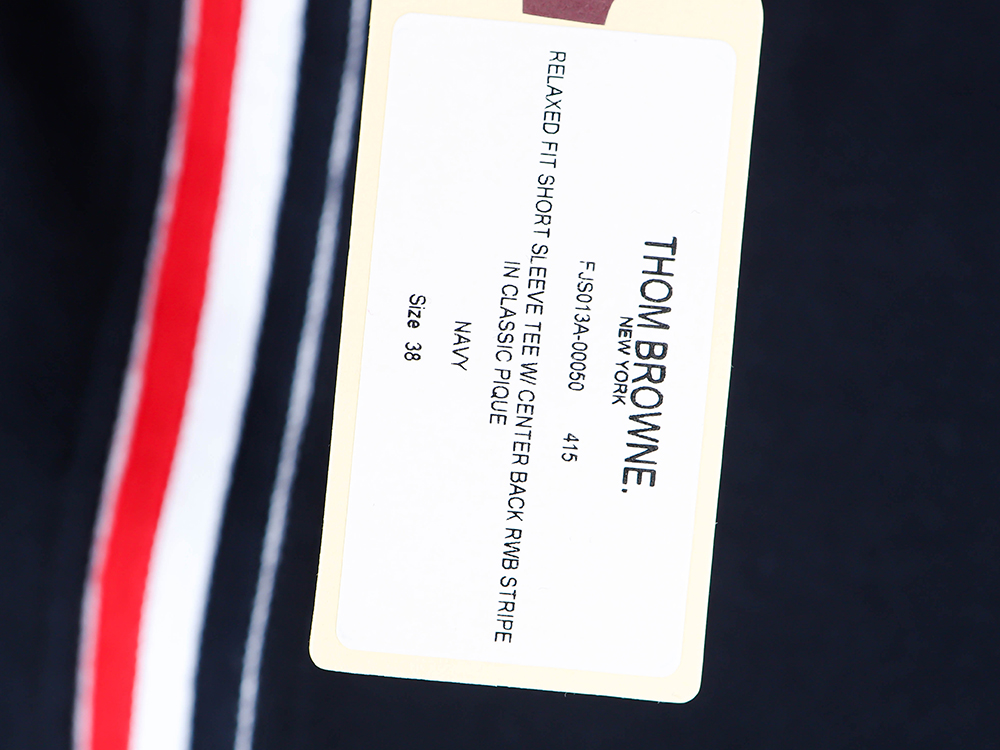 THOM BROWNE.
NEW YORK
FJS013A-00050 415
RELAXED FIT SHORT SLEEVE TEE W/ CENTER BACK RWB STRIPE
IN CLASSIC PIQUE
NAVY
Size 38